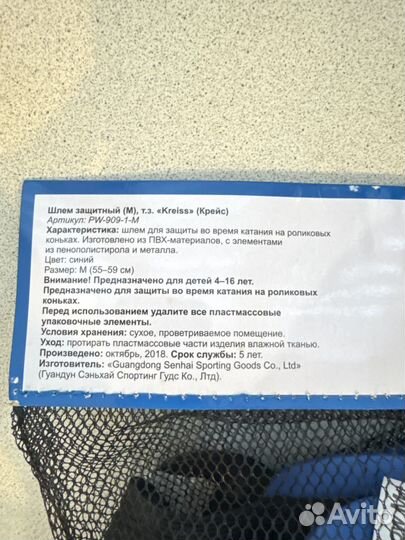 Шлем защитный (М), т.з. «Kreiss» (Крейс)
Артикул: PW-909-1-M
Характеристика: шлем для защиты во время катания на роликовых
коньках. Изготовлено из ПВХ-материалов, с элементами
из пенополистирола и металла.
Цвет: синий
Размер: М (55–59 см)
Внимание! Предназначено для детей 4–16 лет.
Предназначено для защиты во время катания на роликовых
коньках.
Перед использованием удалите все пластмассовые
упаковочные элементы.
Условия хранения: сухое, проветриваемое помещение.
Уход: протирать пластмассовые части изделия влажной тканью.
Произведено: октябрь, 2018. Срок службы: 5 лет.
Изготовитель: «Guangdong Senhai Sporting Goods Co., Ltd»
(Гуандун Сэньхай Спортинг Гудс Ко., Лтд).
Avito